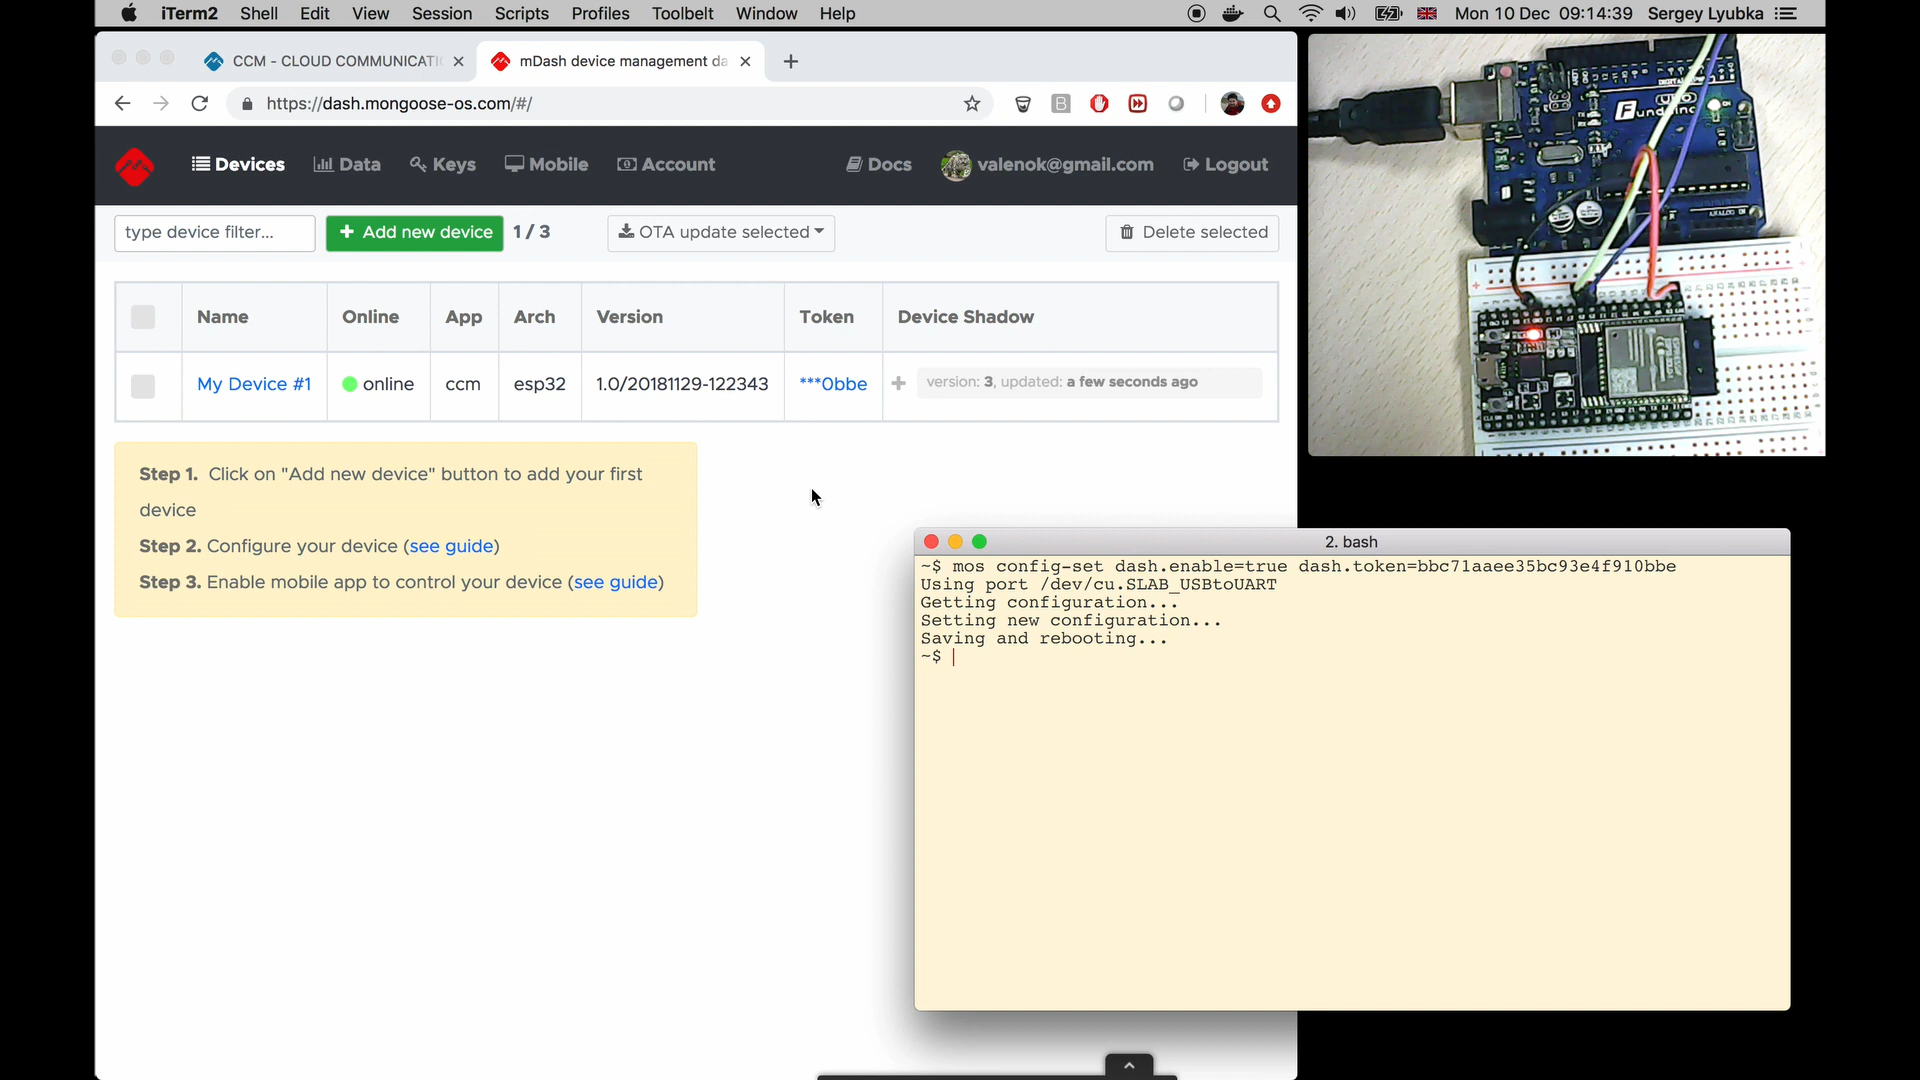 iTerm2 Shell Edit View Session Scripts Profiles Toolbelt Window Help Mon 10 Dec 09:14:39 Sergey Lyubka
CCM - CLOUD COMMUNICATI
mDash device management da
https://dash.mongoose-os.com/#/
Devices Data Keys Mobile Account Docs valenok@gmail.com Logout
type device filter... + Add new device 1 / 3 OTA update selected Delete selected
Name Online App Arch Version Token Device Shadow
My Device #1 online ccm esp32 1.0/20181129-122343 ***0bbe + version: 3, updated: a few seconds ago
Step 1. Click on "Add new device" button to add your first
device
Step 2. Configure your device (see guide)
Step 3. Enable mobile app to control your device (see guide)
2. bash
~$ mos config-set dash.enable=true dash.token=bbc71aaee35bc93e4f910bbe
Using port /dev/cu.SLAB_USBtoUART
Getting configuration...
Setting new configuration...
Saving and rebooting...
~$
Funduino
UNO